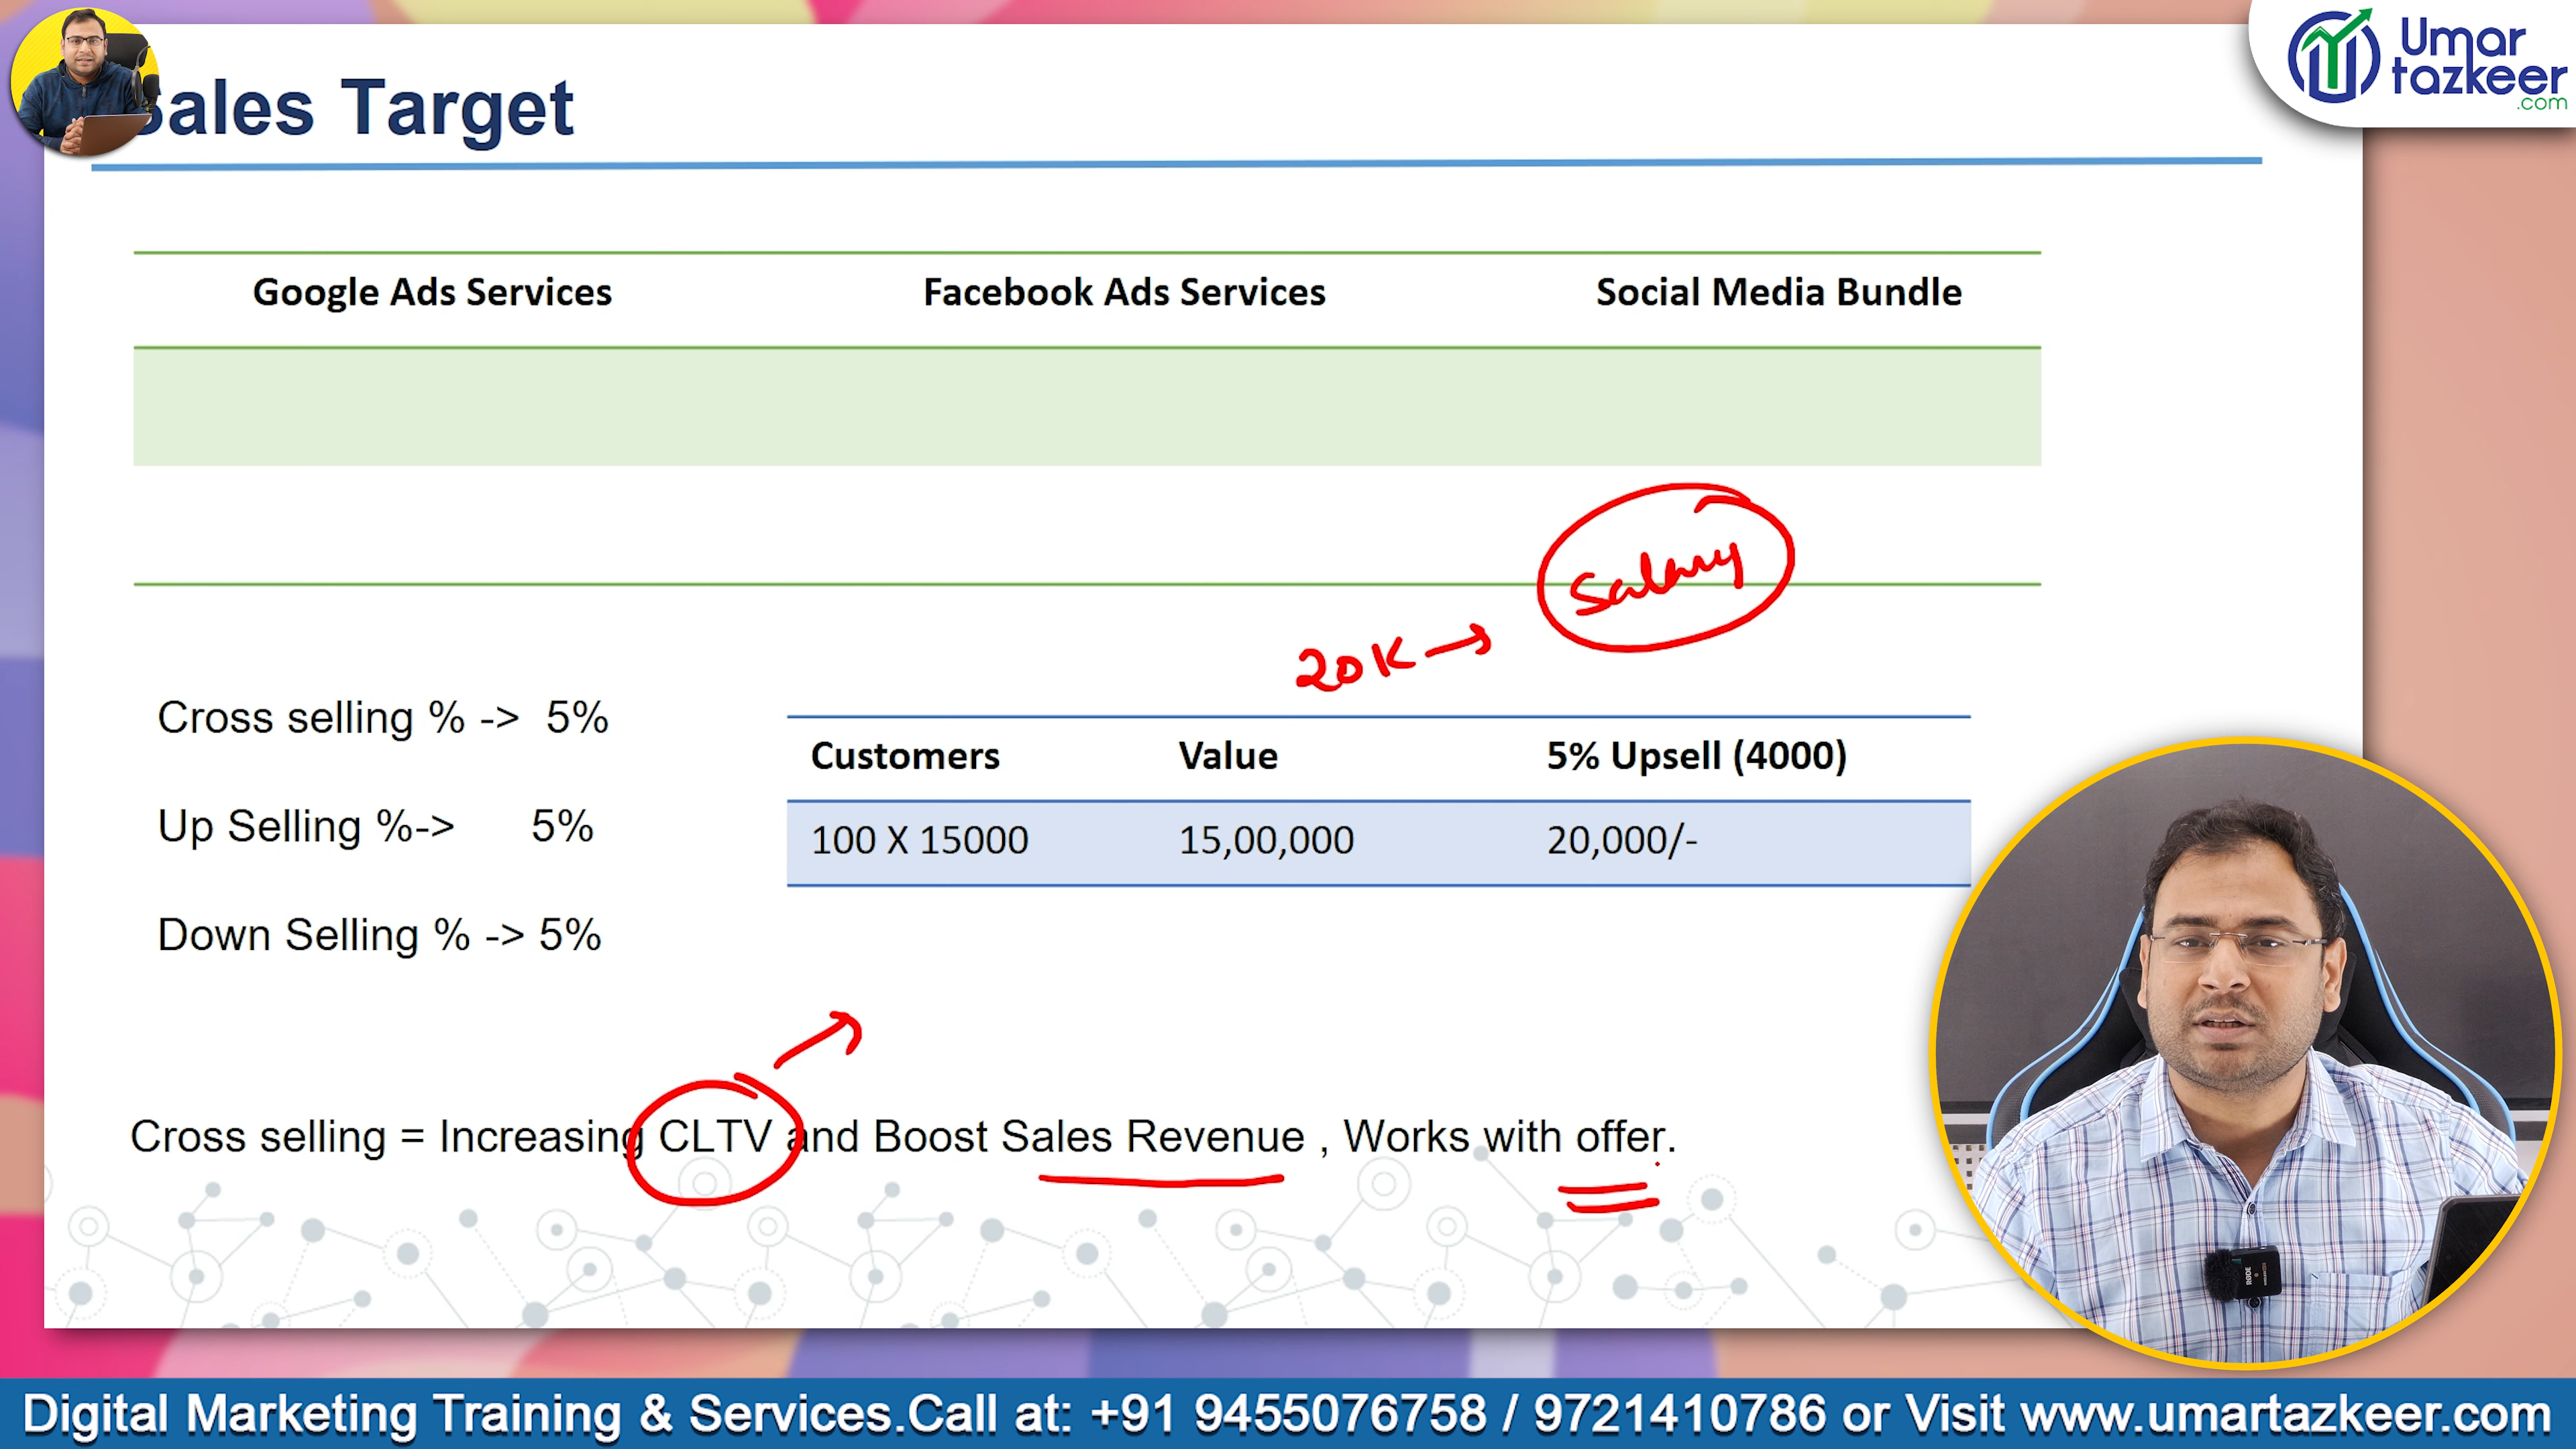 Sales Target
Umar
tazkeer
.com
Google Ads Services Facebook Ads Services Social Media Bundle
Salary
20K →
Cross selling % -> 5%
Up Selling %-> 5%
Down Selling % -> 5%
Customers Value 5% Upsell (4000)
100 X 15000 15,00,000 20,000/-
Cross selling = Increasing CLTV and Boost Sales Revenue , Works with offer.
RØDE
Digital Marketing Training & Services.Call at: +91 9455076758 / 9721410786 or Visit www.umartazkeer.com